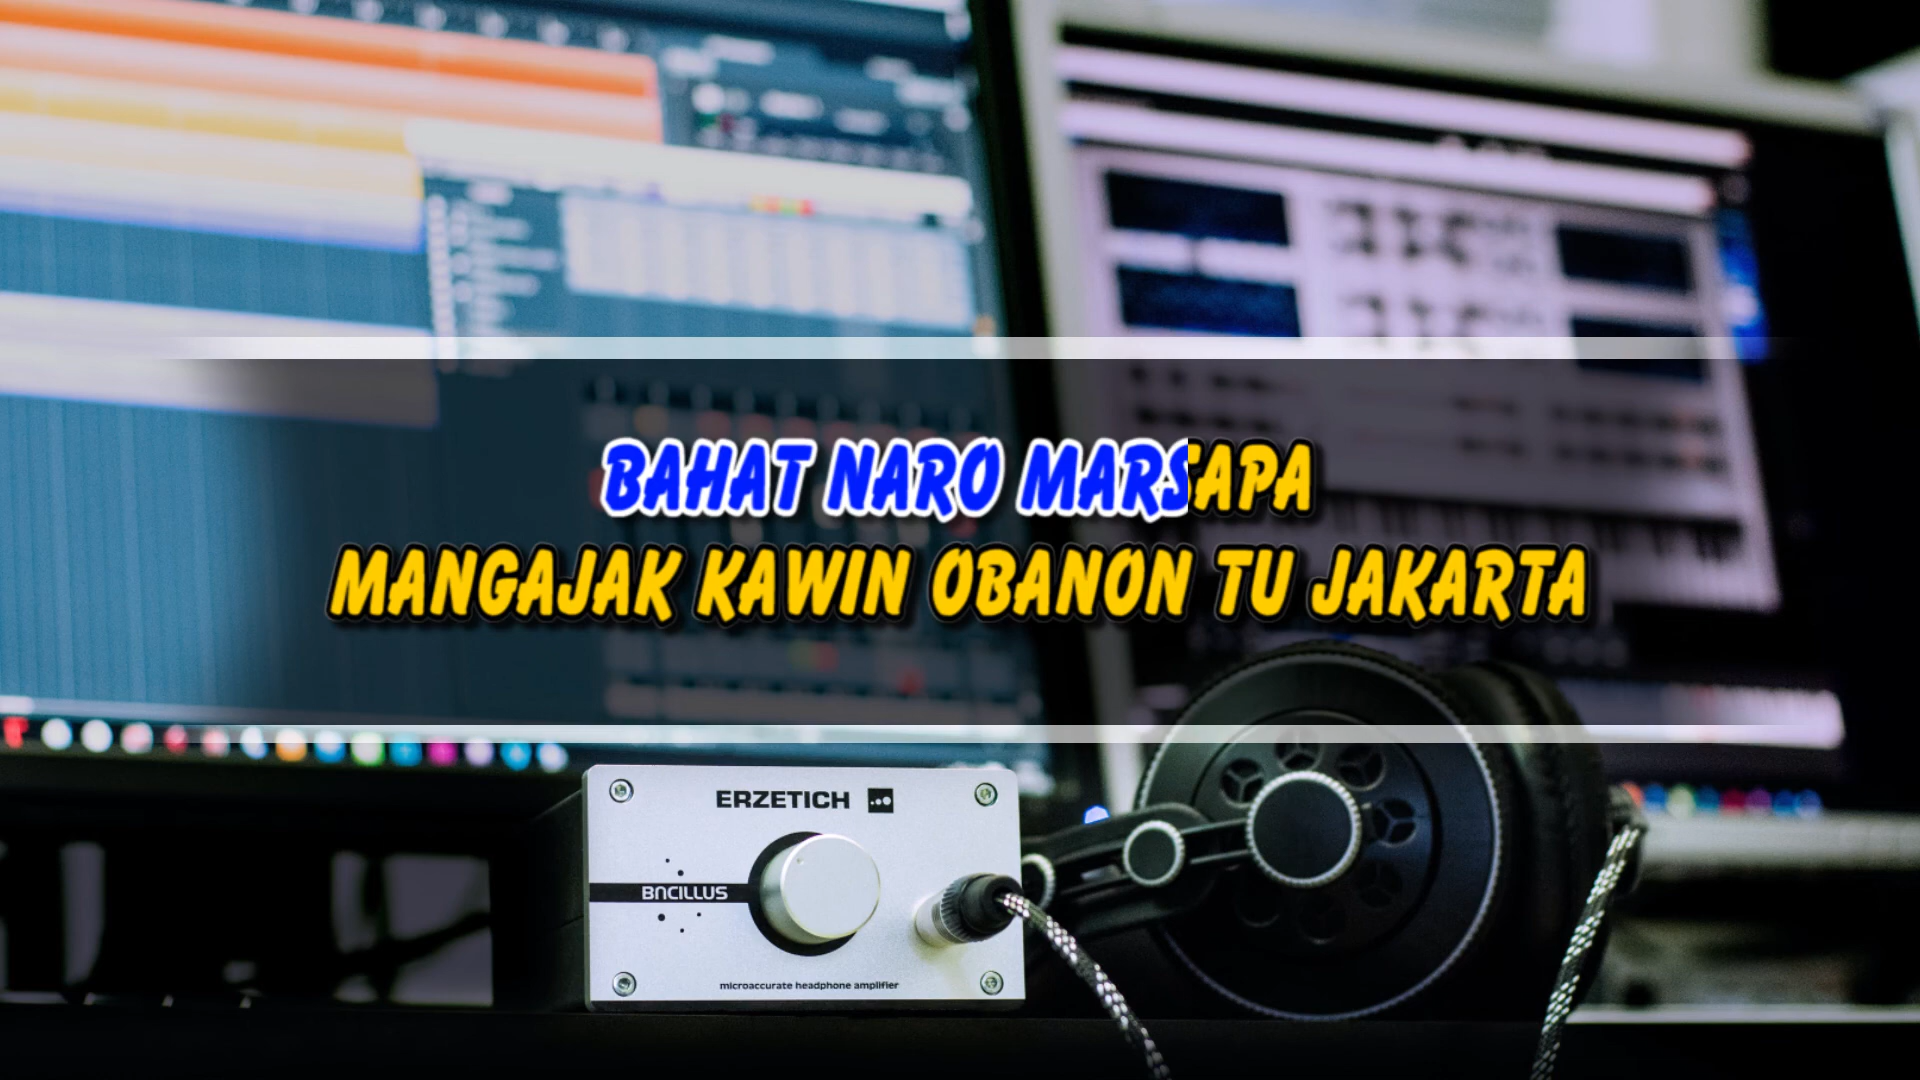 BAHAT NARO MARSAPA
MANGAJAK KAWIN OBANON TU JAKARTA
ERZETICH
BACILLUS
microaccurate headphone amplifier